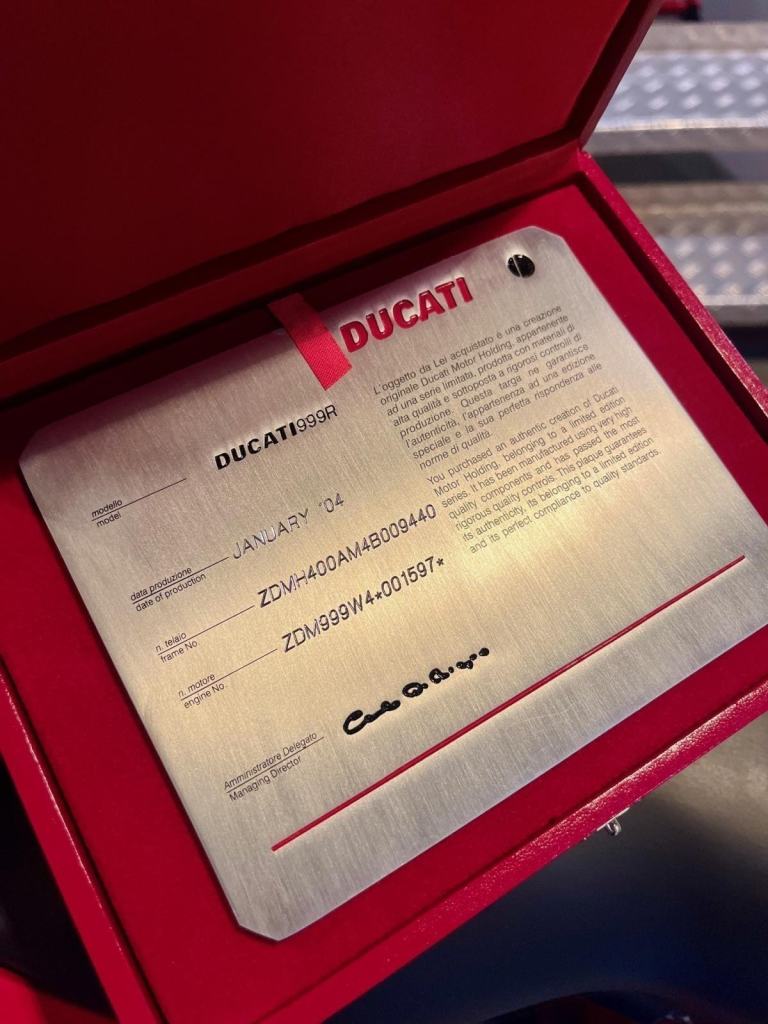 DUCATI
L'oggetto da Lei acquistato è una creazione
originale Ducati Motor Holding, appartenente
ad una serie limitata, prodotta con materiali di
alta qualità e sottoposta a rigorosi controlli di
produzione. Questa targa ne garantisce
l'autenticità, l'appartenenza ad una edizione
speciale e la sua perfetta rispondenza alle
norme di qualità.
You purchased an authentic creation of Ducati
Motor Holding, belonging to a limited edition
series. It has been manufactured using very high
quality, components and has passed the most
rigorous quality controls. This plaque guarantees
its authenticity, its belonging to a limited edition
and its perfect compliance to quality standards
modello
model
DUCATI999R
data produzione
date of production
JANUARY '04
n. telaio
frame No.
ZDMH400AM4B009440
n. motore
engine No.
ZDM999W4*001597*
Amministratore Delegato
Managing Director